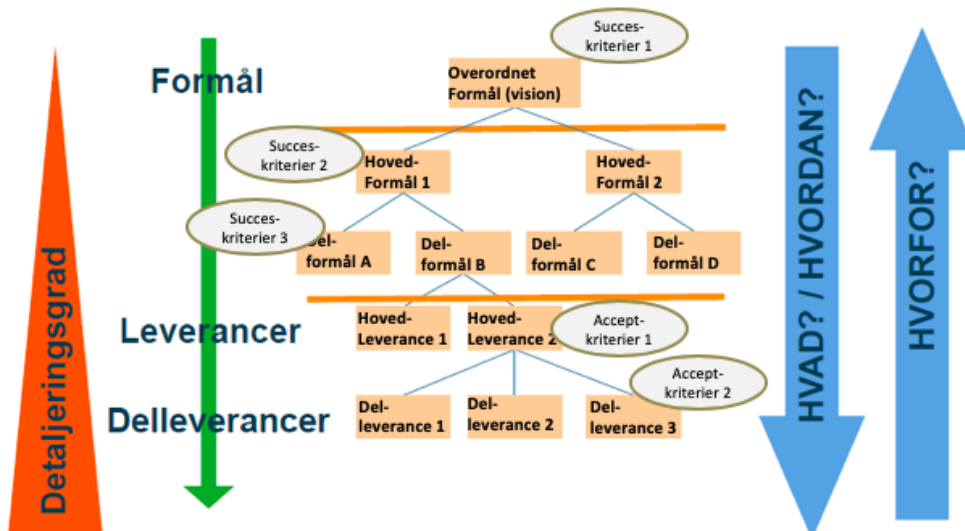 Succes-
kriterier 1
Formål
Overordnet
Formål (vision)
Succes-
kriterier 2
Hoved-
Formål 1
Hoved-
Formål 2
Succes-
kriterier 3
Del-
formål A
Del-
formål B
Del-
formål C
Del-
formål D
Leverancer
Hoved-
Leverance 1
Hoved-
Leverance 2
Accept-
kriterier 1
Accept-
kriterier 2
Delleverancer
Del-
leverance 1
Del-
leverance 2
Del-
leverance 3
Detaljeringsgrad
HVAD? / HVORDAN?
HVORFOR?